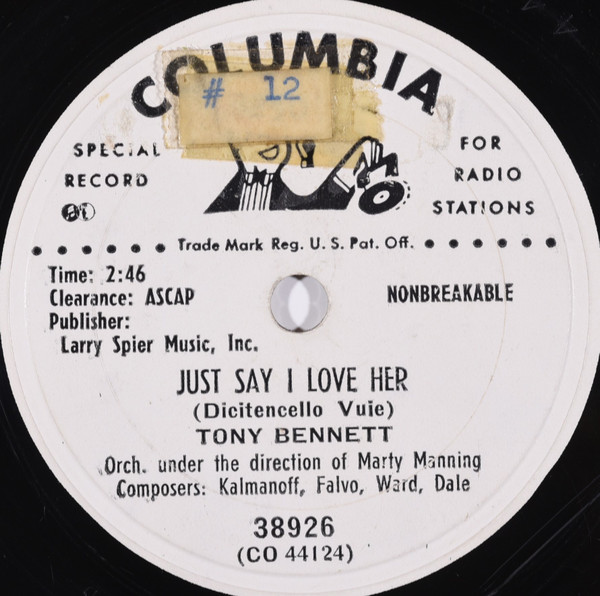 COLUMBIA
# 12
SPECIAL RECORD
FOR RADIO STATIONS
Trade Mark Reg. U. S. Pat. Off.
Time: 2:46
Clearance: ASCAP
NONBREAKABLE
Publisher:
Larry Spier Music, Inc.
JUST SAY I LOVE HER
(Dicitencello Vuie)
TONY BENNETT
Orch. under the direction of Marty Manning
Composers: Kalmanoff, Falvo, Ward, Dale
38926
(CO 44124)